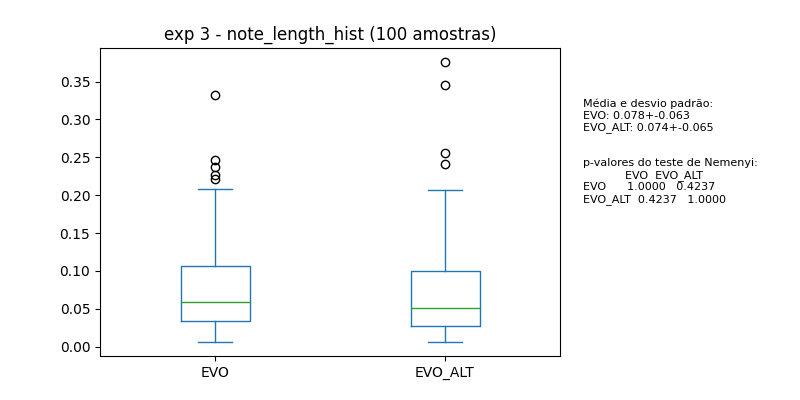 exp 3 - note_length_hist (100 amostras)
0.35
0.30
0.25
0.20
0.15
0.10
0.05
0.00
EVO
EVO_ALT
Média e desvio padrão:
EVO: 0.078+-0.063
EVO_ALT: 0.074+-0.065
p-valores do teste de Nemenyi:
EVO EVO_ALT
EVO 1.0000 0.4237
EVO_ALT 0.4237 1.0000